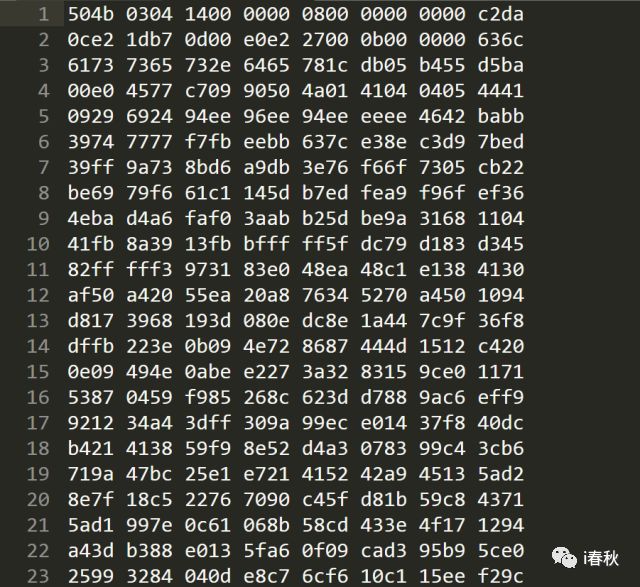 1 504b 0304 1400 0000 0800 0000 0000 c2da
2 0ce2 1db7 0d00 e0e2 2700 0b00 0000 636c
3 6173 7365 732e 6465 781c db05 b455 d5ba
4 00e0 4577 c709 9050 4a01 4104 0405 4441
5 0929 6924 94ee 96ee 94ee eeee 4642 babb
6 3974 7777 f7fb eebb 637c e38e c3d9 7bed
7 39ff 9a73 8bd6 a9db 3e76 f66f 7305 cb22
8 be69 79f6 61c1 145d b7ed fea9 f96f ef36
9 4eba d4a6 faf0 3aab b25d be9a 3168 1104
10 41fb 8a39 13fb bfff ff5f dc79 d183 d345
11 82ff fff3 9731 83e0 48ea 48c1 e138 4130
12 af50 a420 55ea 20a8 7634 5270 a450 1094
13 d817 3968 193d 080e dc8e 1a44 7c9f 36f8
14 dffb 223e 0b09 4e72 8687 444d 1512 c420
15 0e09 494e 0abe e227 3a32 8315 9ce0 1171
16 5387 0459 f985 268c 623d d788 9ac6 eff9
17 9212 34a4 3dff 309a 99ec e014 37f8 40dc
18 b421 4138 59f9 8e52 d4a3 0783 99c4 3cb6
19 719a 47bc 25e1 e721 4152 42a9 4513 5ad2
20 8e7f 18c5 2276 7090 c45f d81b 59c8 4371
21 5ad1 997e 0c61 068b 58cd 433e 4f17 1294
22 a43d b388 e013 5fa6 0f09 cad3 95b9 5ce0
23 2599 3284 040d e8c7 6cf6 10c1 15ee f29c
i春秋